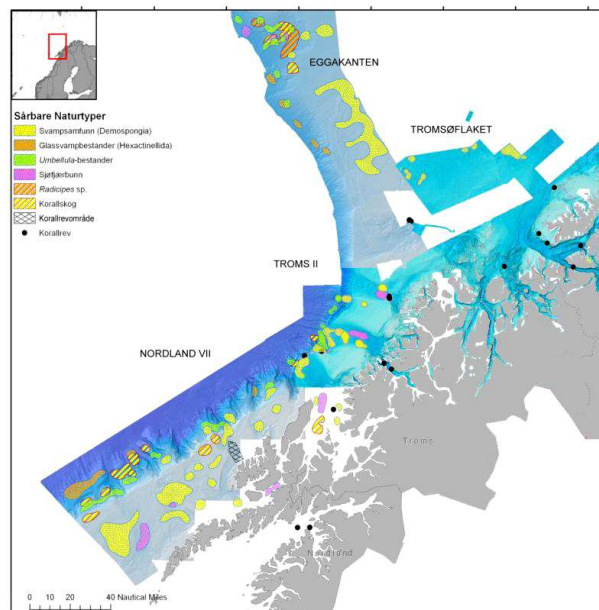 EGGAKANTEN
TROMSØFLAKET
Sårbare Naturtyper
Svampsamfunn (Demospongia)
Glassvampbestander (Hexactinellida)
Umbellula-bestander
Sjøfjærbunn
Radicipes sp.
Korallskog
Korallrevområde
Korallrev
TROMS II
NORDLAND VII
Troms
Nordland
0 10 20 40 Nautical Miles